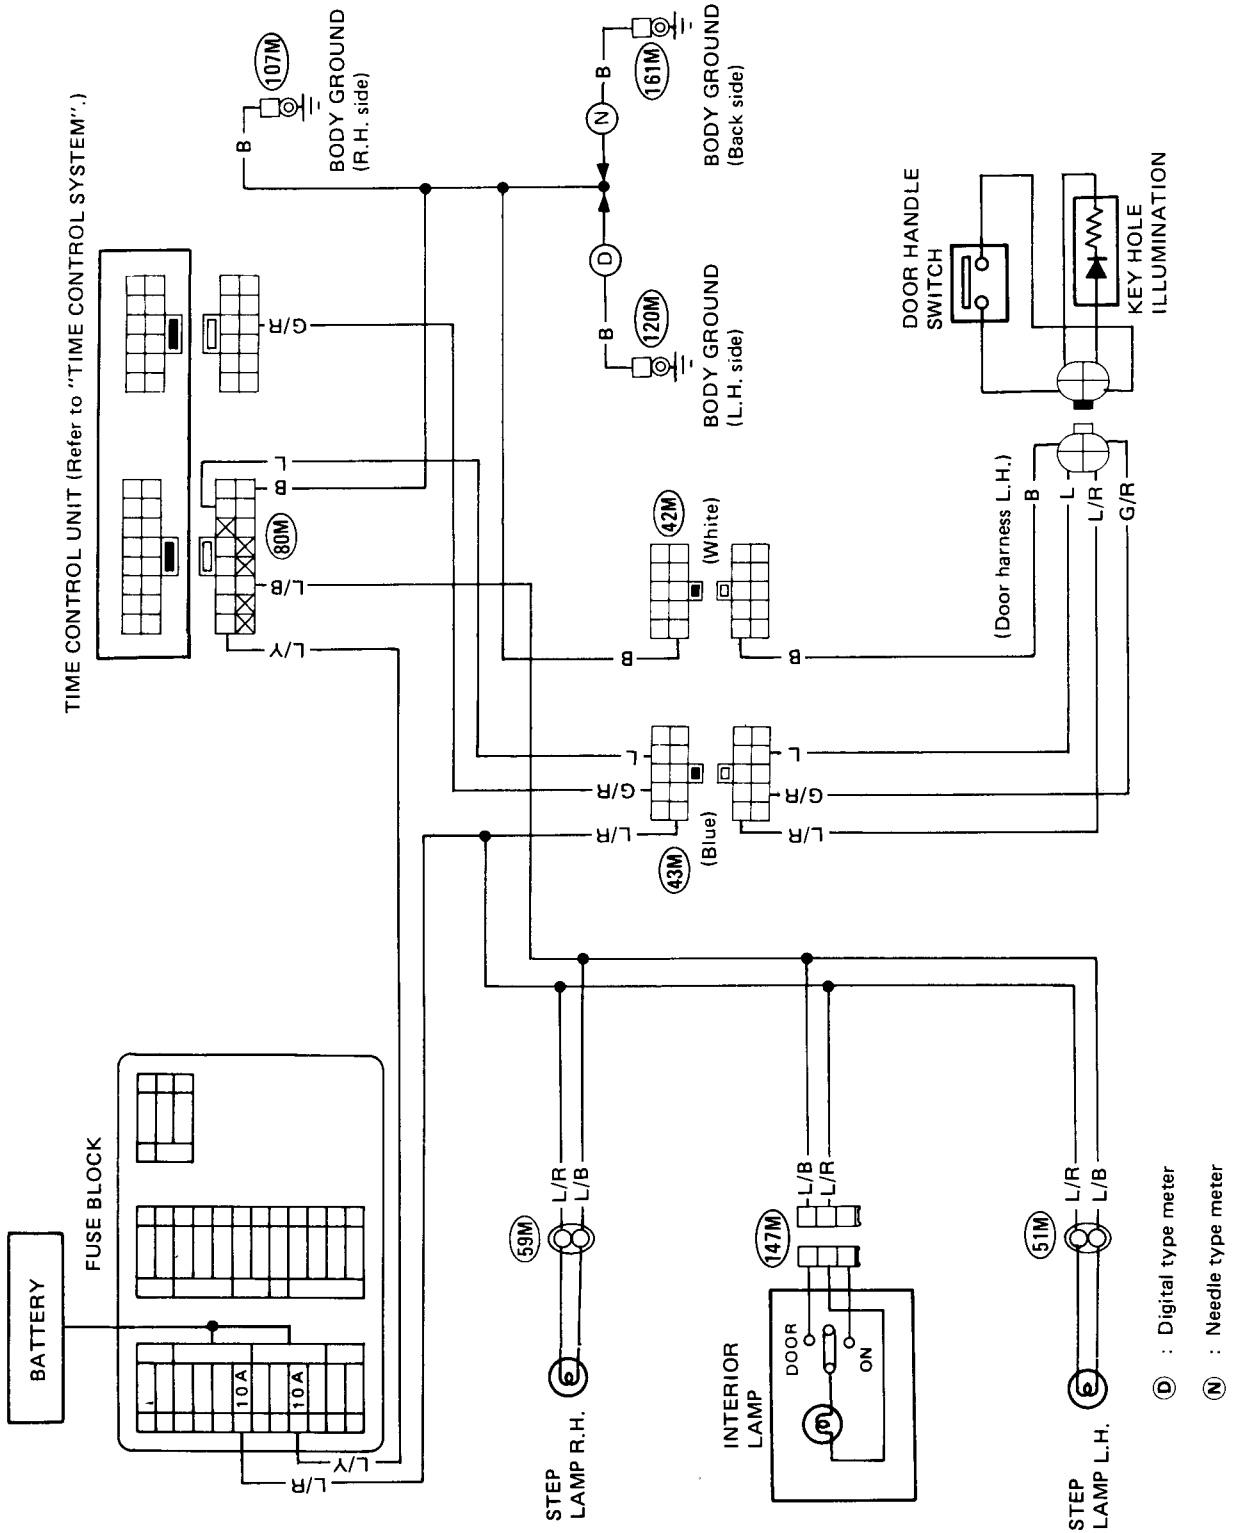 BATTERY
FUSE BLOCK
10A
10A
L/R
L/Y
TIME CONTROL UNIT (Refer to "TIME CONTROL SYSTEM".)
L/Y
L/B
80M
B
L
G/R
B
107M
BODY GROUND
(R.H. side)
D
B
120M
BODY GROUND
(L.H. side)
N
B
161M
BODY GROUND
(Back side)
L/R
G/R
L
43M
(Blue)
L/R
G/R
L
B
42M
(White)
B
(Door harness L.H.)
B
L
L/R
G/R
DOOR HANDLE
SWITCH
KEY HOLE
ILLUMINATION
STEP
LAMP R.H.
59M
L/R
L/B
INTERIOR
LAMP
DOOR
ON
147M
L/B
L/R
STEP
LAMP L.H.
51M
L/R
L/B
D : Digital type meter
N : Needle type meter